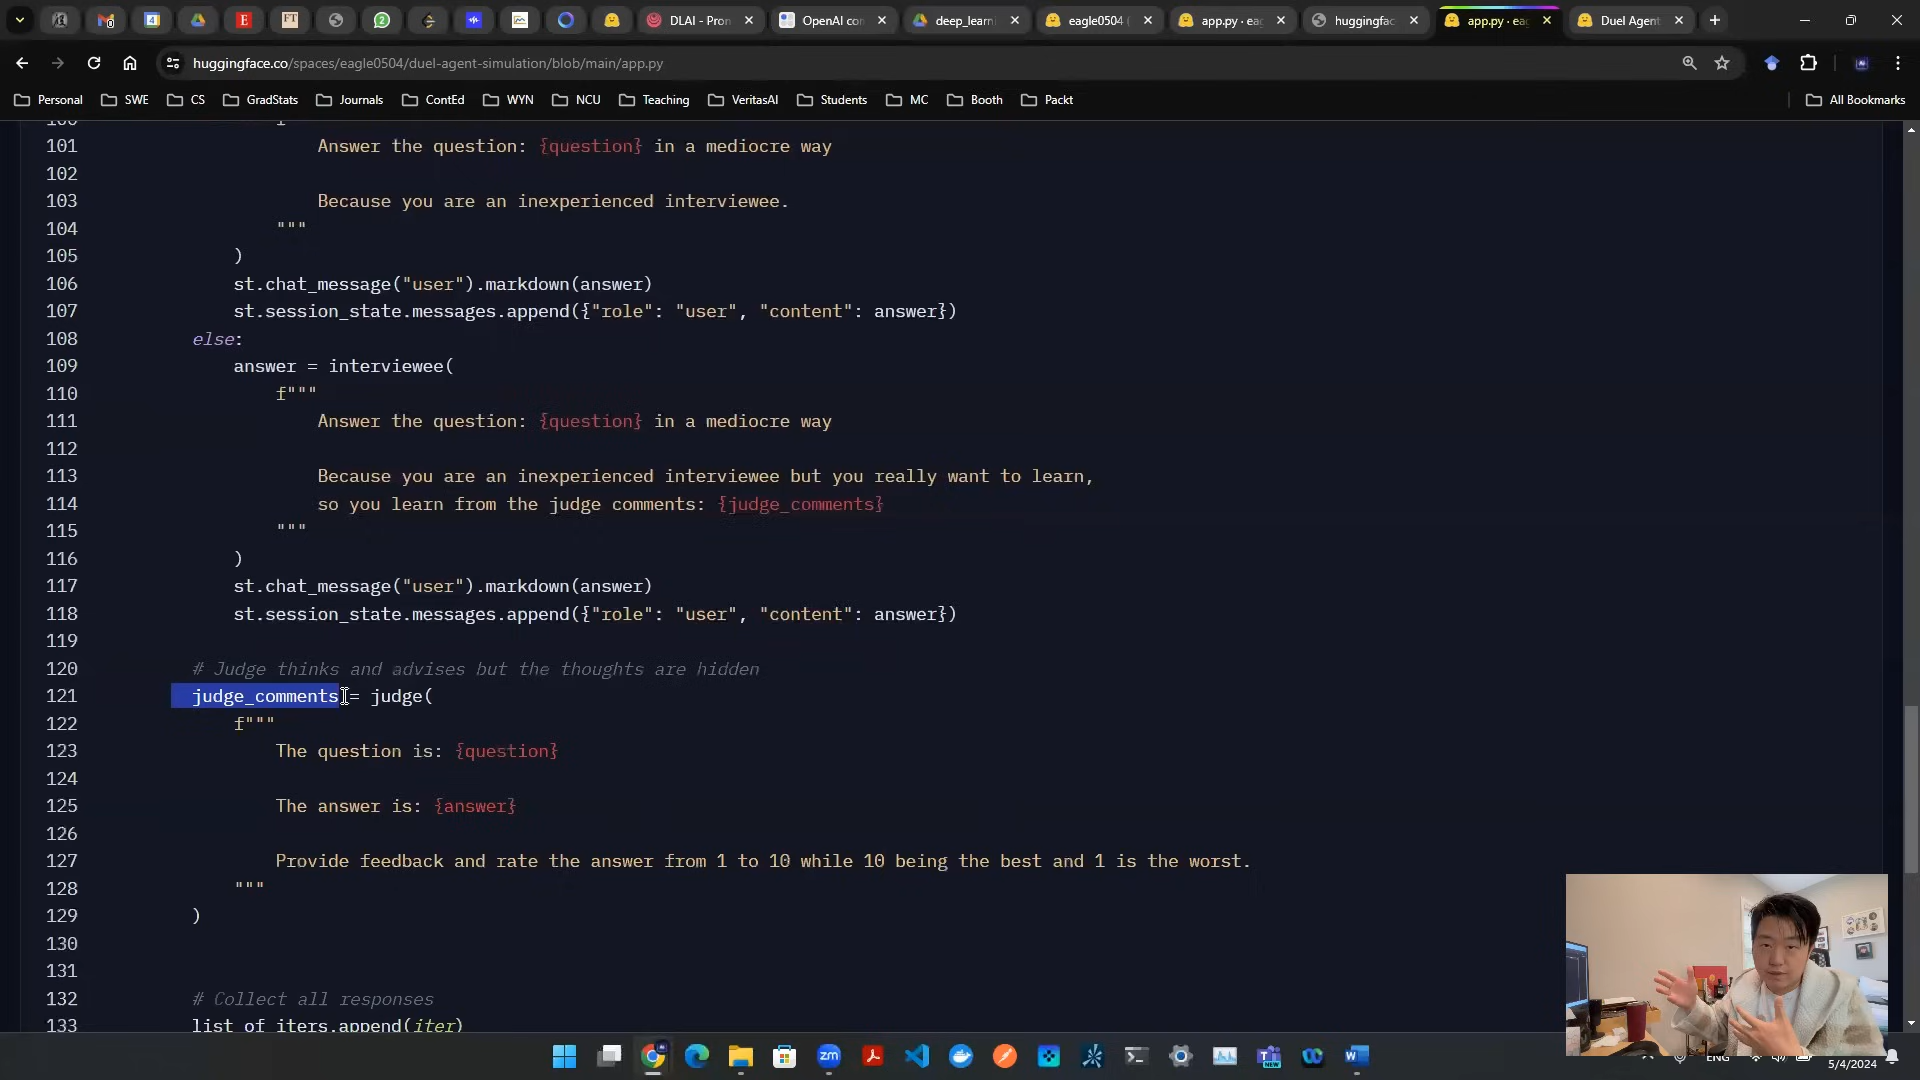 DLAI - Pron
OpenAI con
deep_learni
eagle0504 (
app.py · eag
huggingfac
app.py · eag
Duel Agent
huggingface.co/spaces/eagle0504/duel-agent-simulation/blob/main/app.py
Personal
SWE
CS
GradStats
Journals
ContEd
WYN
NCU
Teaching
VeritasAI
Students
MC
Booth
Packt
All Bookmarks
100 f
101 Answer the question: {question} in a mediocre way
102
103 Because you are an inexperienced interviewee.
104 """
105 )
106 st.chat_message("user").markdown(answer)
107 st.session_state.messages.append({"role": "user", "content": answer})
108 else:
109 answer = interviewee(
110 f"""
111 Answer the question: {question} in a mediocre way
112
113 Because you are an inexperienced interviewee but you really want to learn,
114 so you learn from the judge comments: {judge_comments}
115 """
116 )
117 st.chat_message("user").markdown(answer)
118 st.session_state.messages.append({"role": "user", "content": answer})
119
120 # Judge thinks and advises but the thoughts are hidden
121 judge_comments = judge(
122 f"""
123 The question is: {question}
124
125 The answer is: {answer}
126
127 Provide feedback and rate the answer from 1 to 10 while 10 being the best and 1 is the worst.
128 """
129 )
130
131
132 # Collect all responses
133 list_of_iters.append(iter)
ENG
5/4/2024